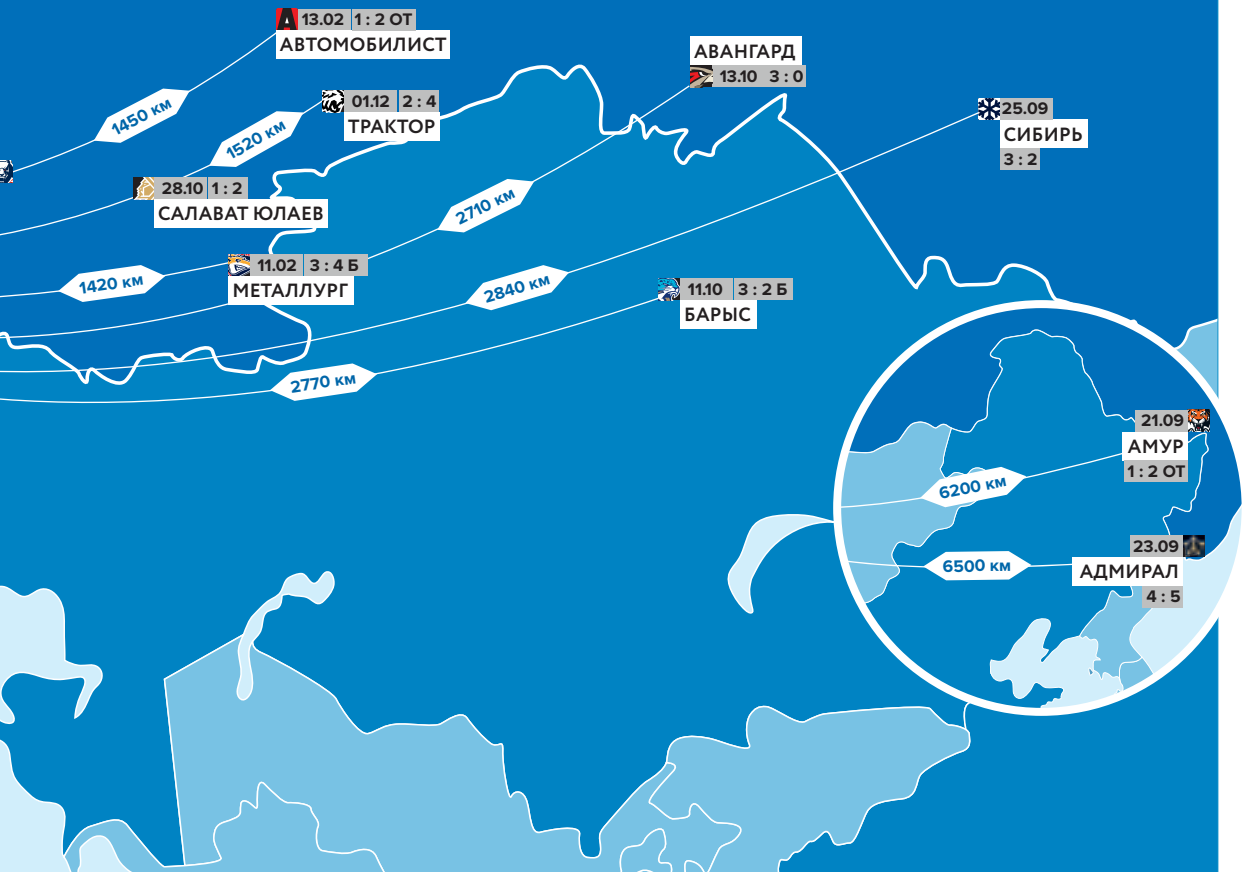 13.02 1 : 2 ОТ
АВТОМОБИЛИСТ
АВАНГАРД
13.10 3 : 0
01.12 2 : 4
ТРАКТОР
25.09
СИБИРЬ
3 : 2
1450 км
1520 км
28.10 1 : 2
САЛАВАТ ЮЛАЕВ
2710 км
11.02 3 : 4 Б
МЕТАЛЛУРГ
1420 км
2840 км
11.10 3 : 2 Б
БАРЫС
2770 км
21.09
АМУР
1 : 2 ОТ
6200 км
23.09
АДМИРАЛ
4 : 5
6500 км